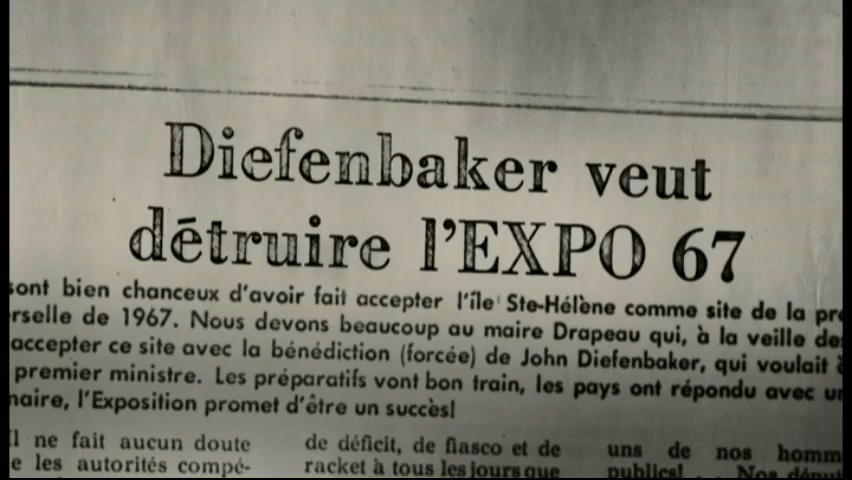 Diefenbaker veut
détruire l'EXPO 67
sont bien chanceux d'avoir fait accepter l'île Ste-Hélène comme site de la pre
rselle de 1967. Nous devons beaucoup au maire Drapeau qui, à la veille de
accepter ce site avec la bénédiction (forcée) de John Diefenbaker, qui voulait
premier ministre. Les préparatifs vont bon train, les pays ont répondu avec un
naire, l'Exposition promet d'être un succès!
Il ne fait aucun doute
e les autorités compé-
de déficit, de fiasco et de
racket à tous les jours que
uns de nos homm
publics! Nos